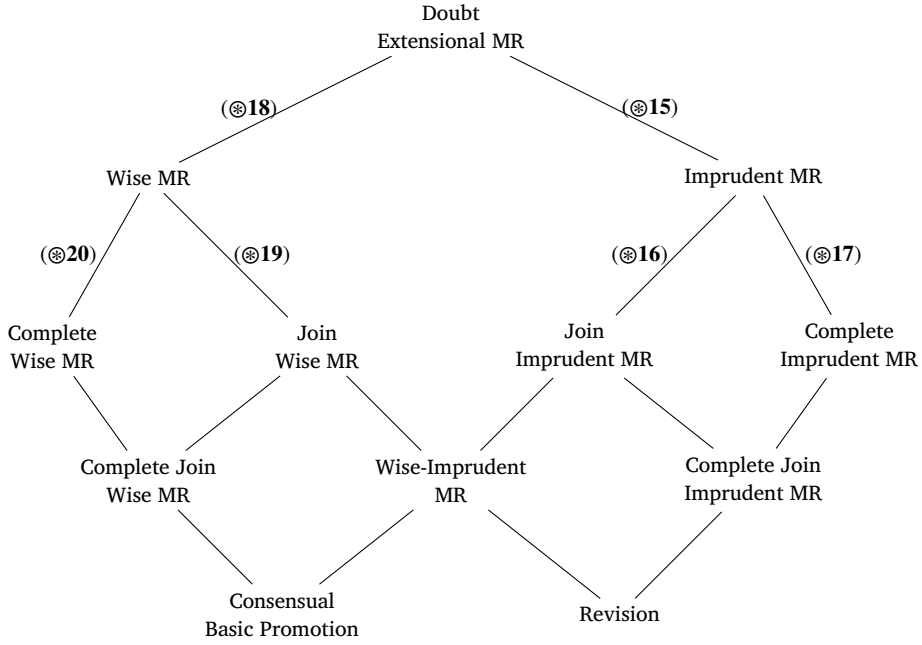 Doubt
Extensional MR
(⊛18)
(⊛15)
Wise MR
Imprudent MR
(⊛20)
(⊛19)
(⊛16)
(⊛17)
Complete
Wise MR
Join
Wise MR
Join
Imprudent MR
Complete
Imprudent MR
Complete Join
Wise MR
Wise-Imprudent
MR
Complete Join
Imprudent MR
Consensual
Basic Promotion
Revision